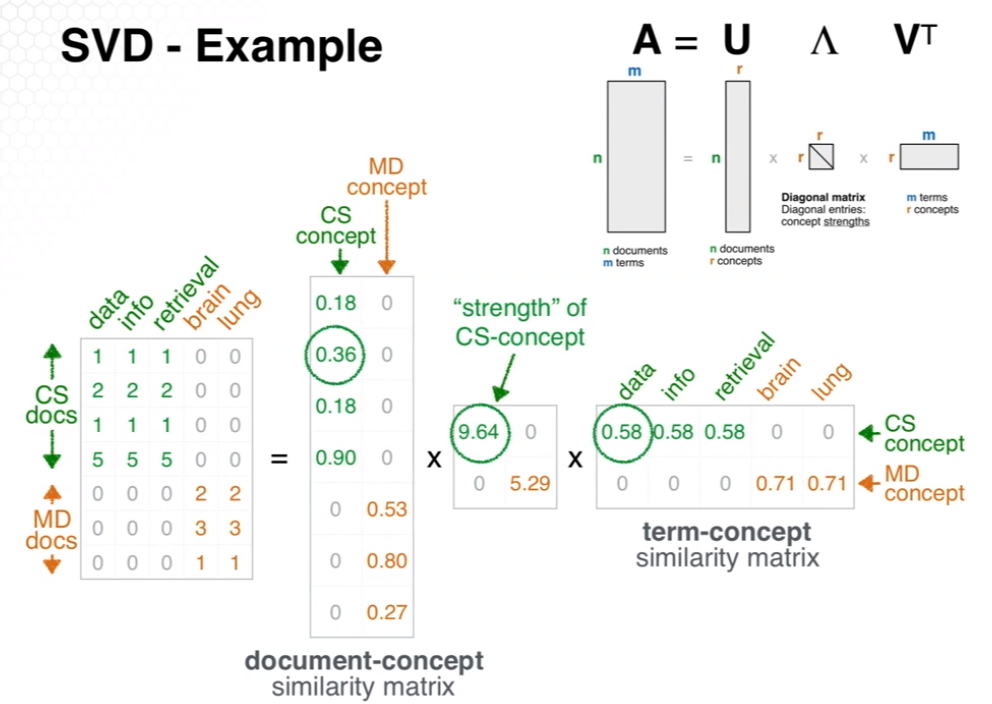 SVD - Example
A = U Λ Vᵀ
m
r
n
=
n
x
r
r
x
r
m
Diagonal matrix
Diagonal entries:
concept strengths
m terms
r concepts
n documents
m terms
n documents
r concepts
MD
concept
CS
concept
data
info
retrieval
brain
lung
CS
docs
MD
docs
1 1 1 0 0
2 2 2 0 0
1 1 1 0 0
5 5 5 0 0
0 0 0 2 2
0 0 0 3 3
0 0 0 1 1
=
0.18 0
0.36 0
0.18 0
0.90 0
0 0.53
0 0.80
0 0.27
document-concept
similarity matrix
x
“strength” of
CS-concept
9.64 0
0 5.29
x
data
info
retrieval
brain
lung
0.58 0.58 0.58 0 0
0 0 0 0.71 0.71
CS
concept
MD
concept
term-concept
similarity matrix